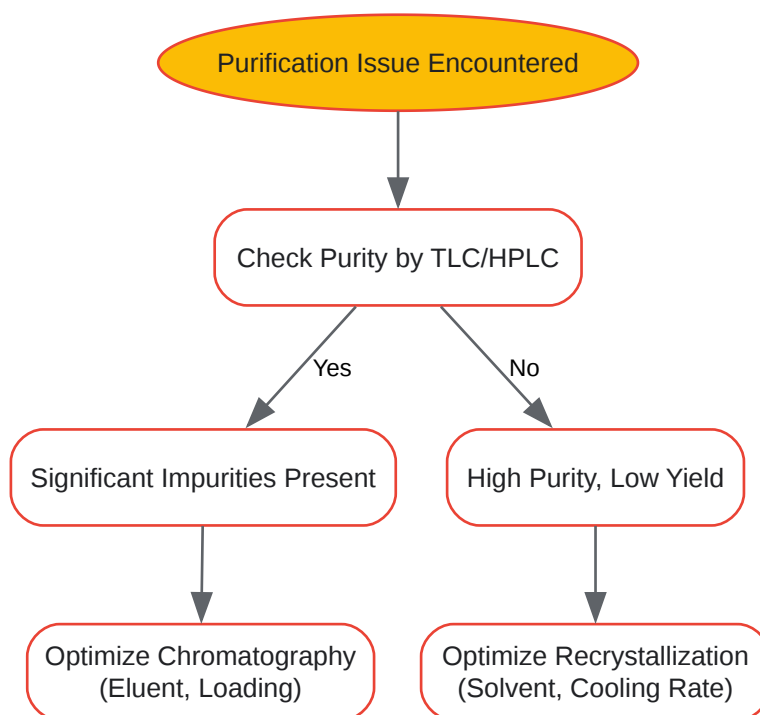 Purification Issue Encountered
Check Purity by TLC/HPLC
Yes
No
Significant Impurities Present
High Purity, Low Yield
Optimize Chromatography
(Eluent, Loading)
Optimize Recrystallization
(Solvent, Cooling Rate)